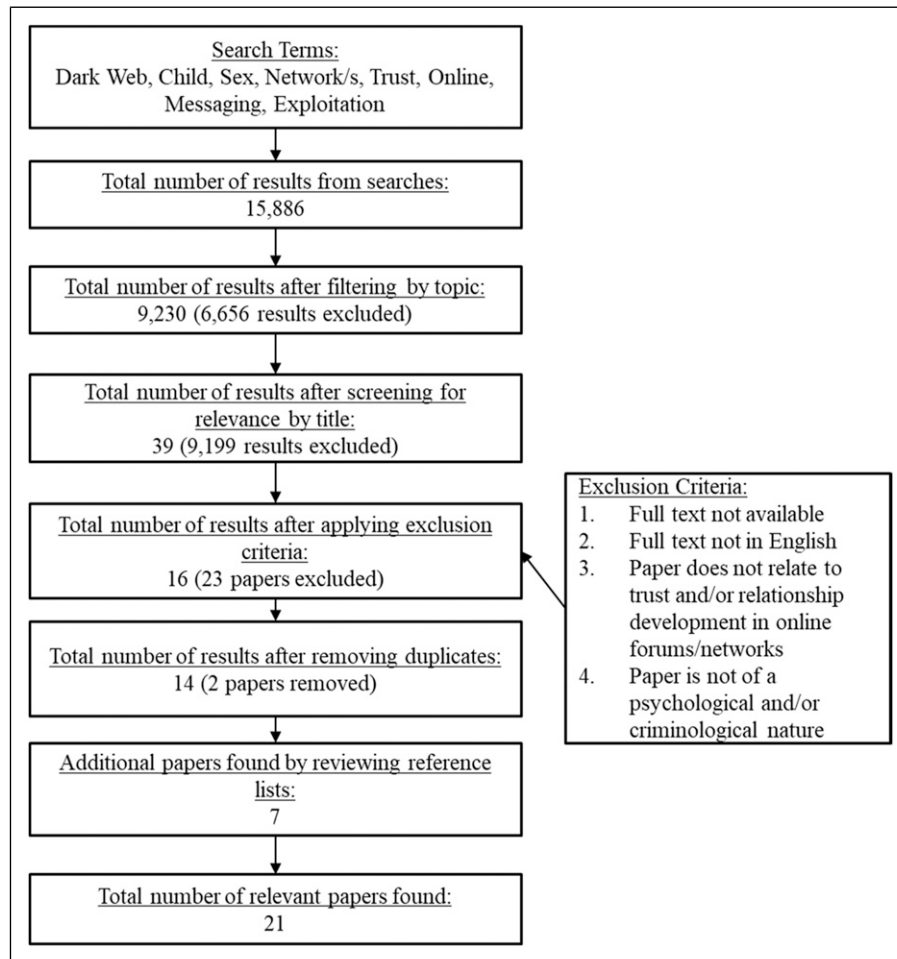 Search Terms:
Dark Web, Child, Sex, Network/s, Trust, Online,
Messaging, Exploitation
Total number of results from searches:
15,886
Total number of results after filtering by topic:
9,230 (6,656 results excluded)
Total number of results after screening for
relevance by title:
39 (9,199 results excluded)
Total number of results after applying exclusion
criteria:
16 (23 papers excluded)
Exclusion Criteria:
1. Full text not available
2. Full text not in English
3. Paper does not relate to
trust and/or relationship
development in online
forums/networks
4. Paper is not of a
psychological and/or
criminological nature
Total number of results after removing duplicates:
14 (2 papers removed)
Additional papers found by reviewing reference
lists:
7
Total number of relevant papers found:
21